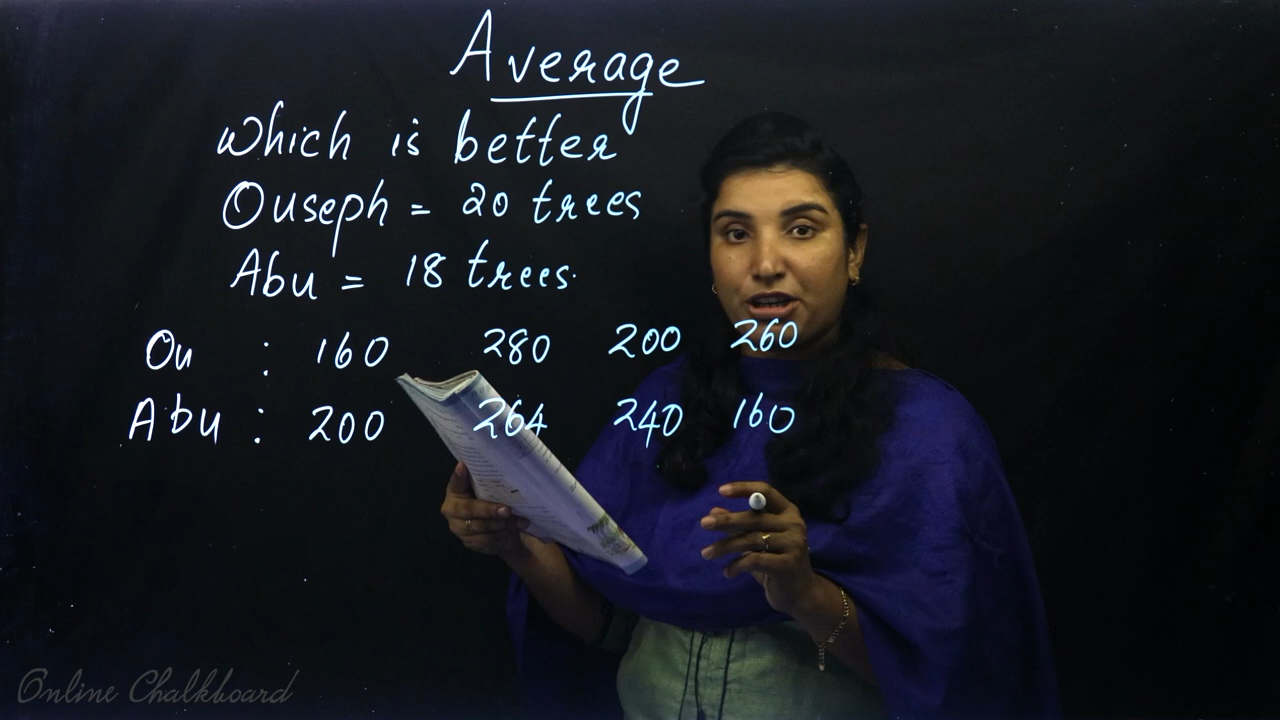 Average
Which is better
Ouseph = 20 trees
Abu = 18 trees.
Ou : 160 280 200 260
Abu : 200 264 240 160
Online Chalkboard